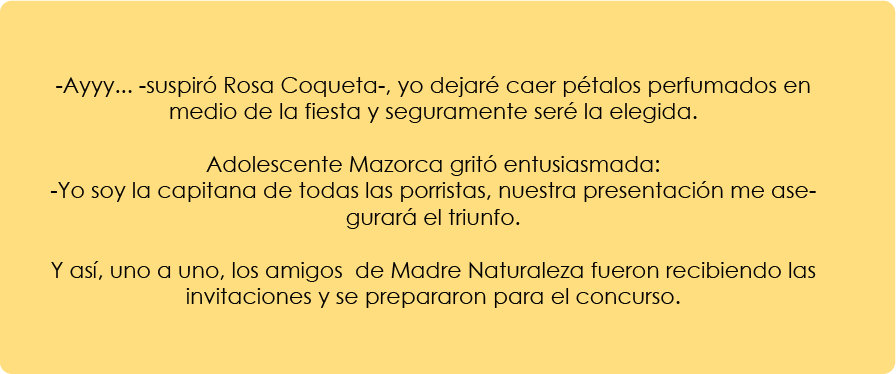 -Ayyy... -suspiró Rosa Coqueta-, yo dejaré caer pétalos perfumados en
medio de la fiesta y seguramente seré la elegida.
Adolescente Mazorca gritó entusiasmada:
-Yo soy la capitana de todas las porristas, nuestra presentación me ase-
gurará el triunfo.
Y así, uno a uno, los amigos  de Madre Naturaleza fueron recibiendo las
invitaciones y se prepararon para el concurso.